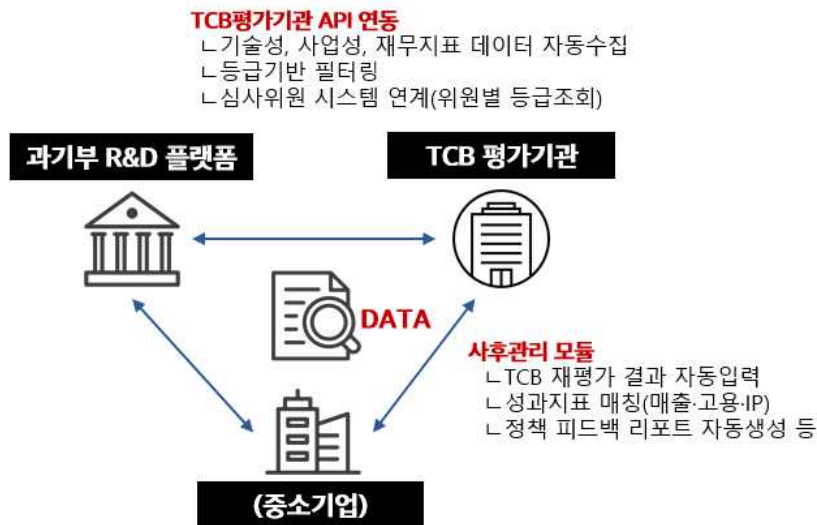 TCB평가기관 API 연동
ㄴ기술성, 사업성, 재무지표 데이터 자동수집
ㄴ등급기반 필터링
ㄴ심사위원 시스템 연계(위원별 등급조회)
과기부 R&D 플랫폼
TCB 평가기관
DATA
사후관리 모듈
ㄴTCB 재평가 결과 자동입력
ㄴ성과지표 매칭(매출·고용·IP)
ㄴ정책 피드백 리포트 자동생성 등
(중소기업)